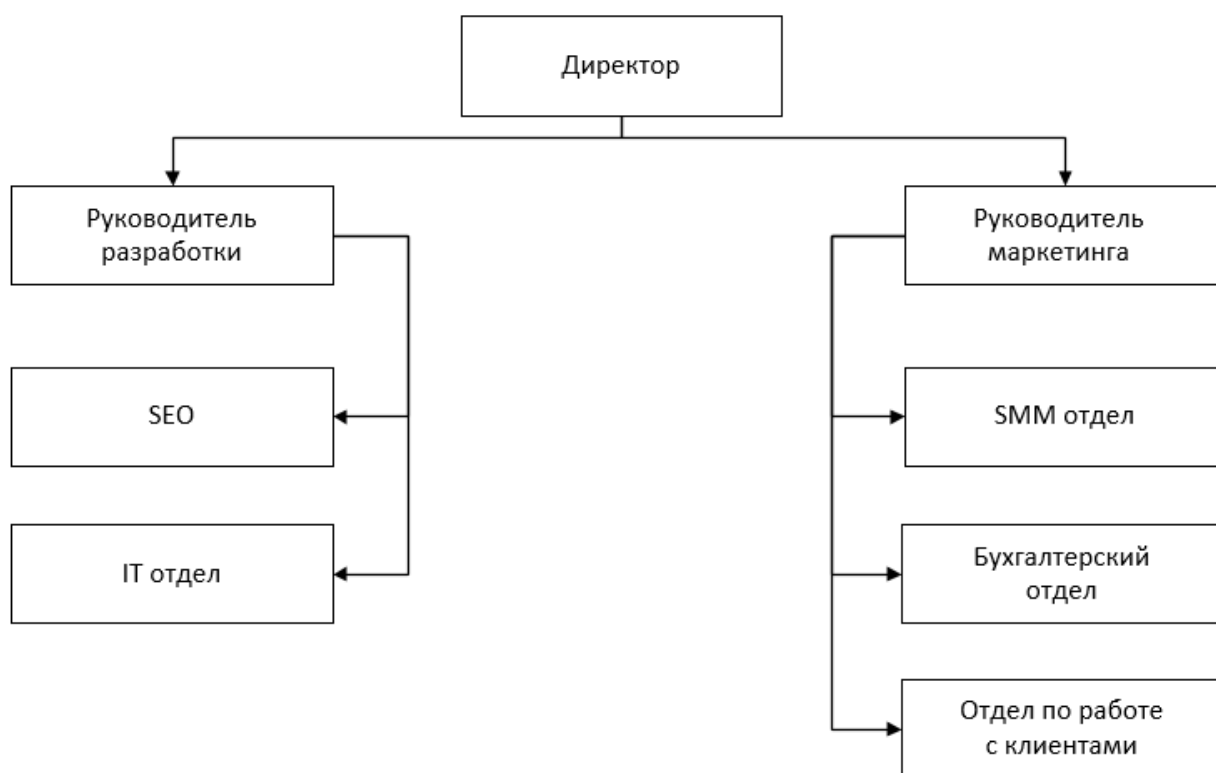 Директор
Руководитель
разработки
Руководитель
маркетинга
SEO
SMM отдел
IT отдел
Бухгалтерский
отдел
Отдел по работе
с клиентами